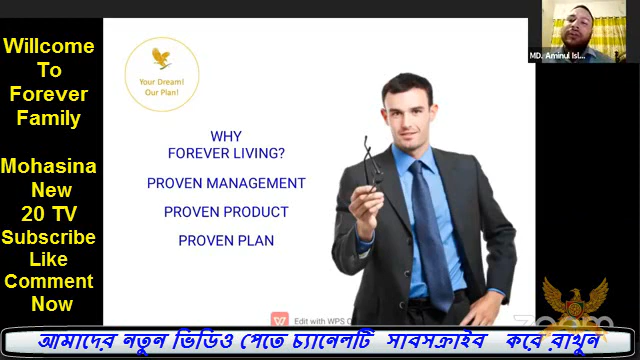 Willcome
To
Forever
Family
Mohasina
New
20 TV
Subscribe
Like
Comment
Now
Your Dream!
Our Plan!
WHY
FOREVER LIVING?
PROVEN MANAGEMENT
PROVEN PRODUCT
PROVEN PLAN
MD. Aminul Isl...
Edit with WPS O
zoom
আমাদের নতুন ভিডিও পেতে চ্যানেলটি সাবসক্রাইব করে রাখুন